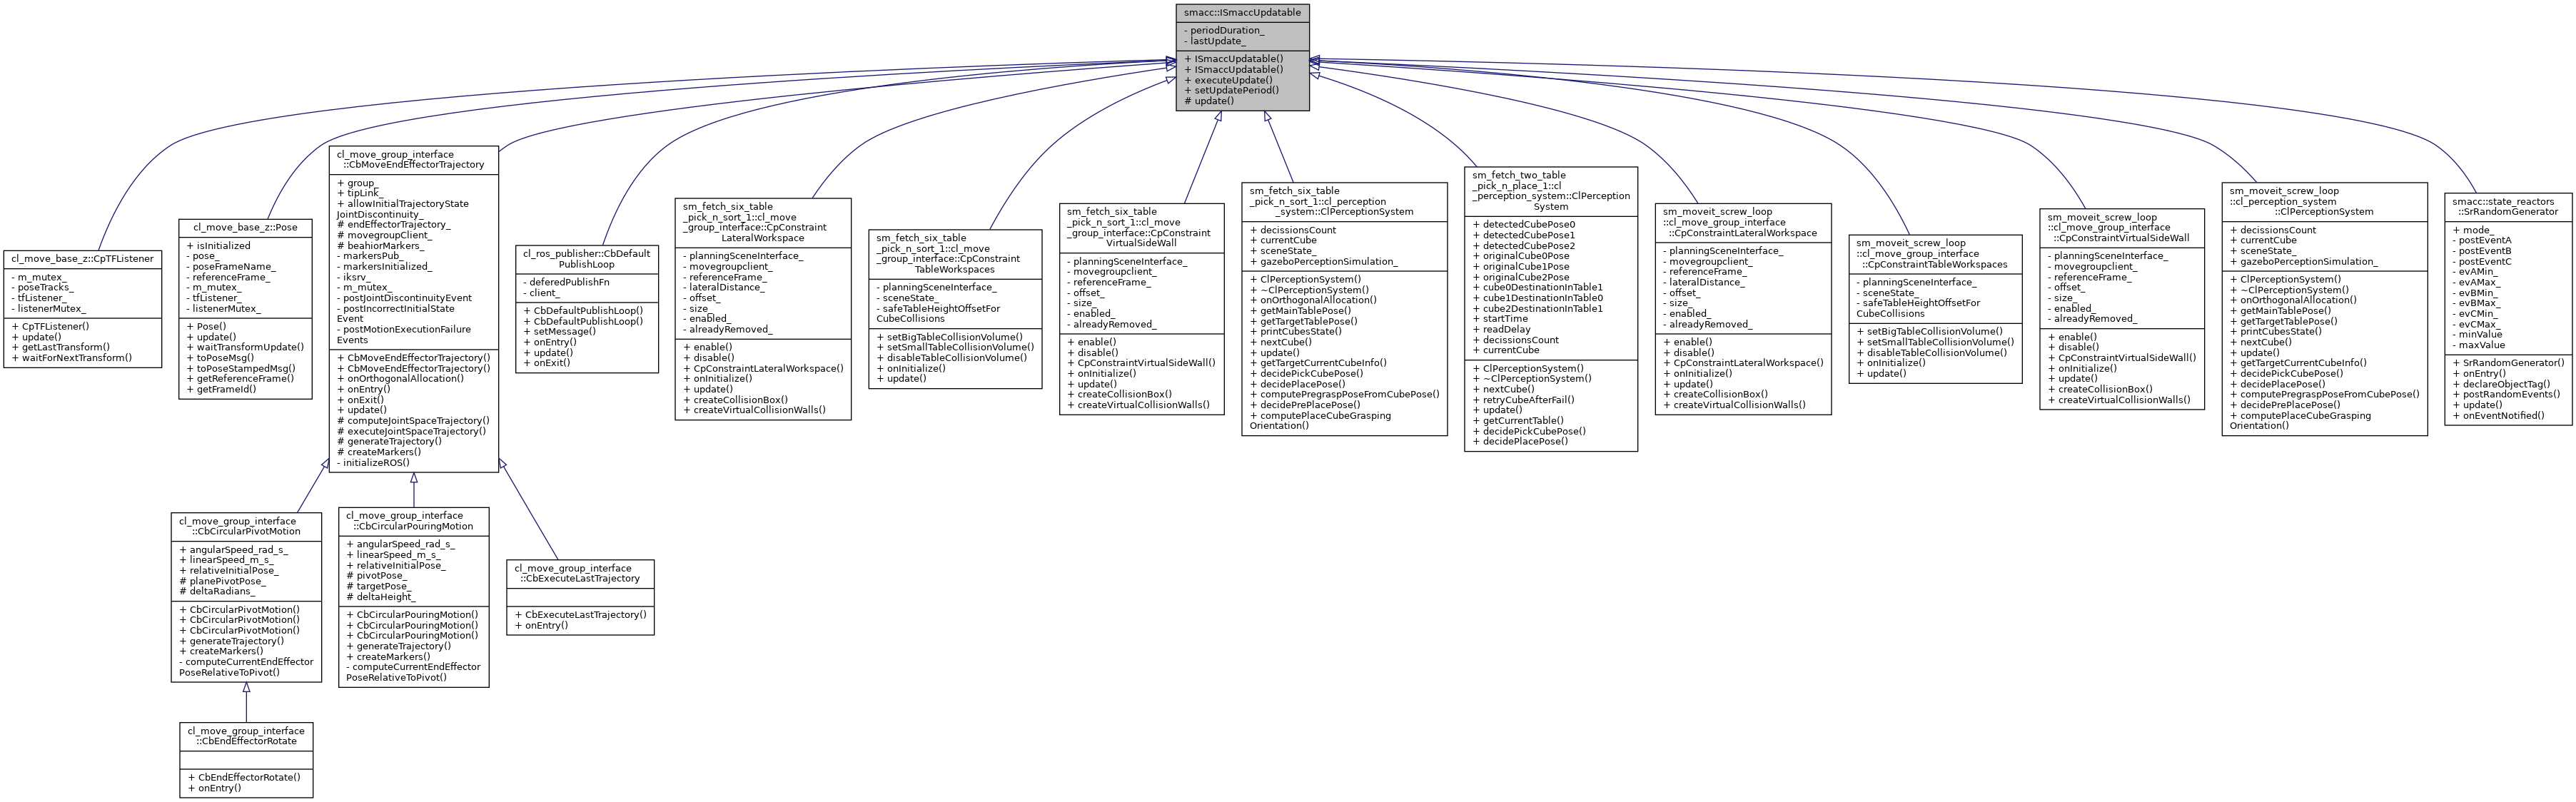 smacc::ISmaccUpdatable
- periodDuration_
- lastUpdate_
+ ISmaccUpdatable()
+ ISmaccUpdatable()
+ executeUpdate()
+ setUpdatePeriod()
# update()
cl_move_base_z::CpTFListener
- m_mutex_
- poseTracks_
- tfListener_
- listenerMutex_
+ CpTFListener()
+ update()
+ getLastTransform()
+ waitForNextTransform()
cl_move_base_z::Pose
+ isInitialized
- pose_
- poseFrameName_
- referenceFrame_
- m_mutex_
- tfListener_
- listenerMutex_
+ Pose()
+ update()
+ waitTransformUpdate()
+ toPoseMsg()
+ toPoseStampedMsg()
+ getReferenceFrame()
+ getFrameId()
cl_move_group_interface
::CbMoveEndEffectorTrajectory
+ group_
+ tipLink_
+ allowInitialTrajectoryState
JointDiscontinuity_
# endEffectorTrajectory_
# movegroupClient_
# beahiorMarkers_
- markersPub_
- markersInitialized_
- iksrv_
- m_mutex_
- postJointDiscontinuityEvent
- postIncorrectInitialState
Event
- postMotionExecutionFailure
Events
+ CbMoveEndEffectorTrajectory()
+ CbMoveEndEffectorTrajectory()
+ onOrthogonalAllocation()
+ onEntry()
+ onExit()
+ update()
# computeJointSpaceTrajectory()
# executeJointSpaceTrajectory()
# generateTrajectory()
# createMarkers()
- initializeROS()
cl_ros_publisher::CbDefault
PublishLoop
- deferedPublishFn
- client_
+ CbDefaultPublishLoop()
+ CbDefaultPublishLoop()
+ setMessage()
+ onEntry()
+ update()
+ onExit()
sm_fetch_six_table
_pick_n_sort_1::cl_move
_group_interface::CpConstraint
LateralWorkspace
- planningSceneInterface_
- movegroupclient_
- referenceFrame_
- lateralDistance_
- offset_
- size_
- enabled_
- alreadyRemoved_
+ enable()
+ disable()
+ CpConstraintLateralWorkspace()
+ onInitialize()
+ update()
+ createCollisionBox()
+ createVirtualCollisionWalls()
sm_fetch_six_table
_pick_n_sort_1::cl_move
_group_interface::CpConstraint
TableWorkspaces
- planningSceneInterface_
- sceneState_
- safeTableHeightOffsetFor
CubeCollisions
+ setBigTableCollisionVolume()
+ setSmallTableCollisionVolume()
+ disableTableCollisionVolume()
+ onInitialize()
+ update()
sm_fetch_six_table
_pick_n_sort_1::cl_move
_group_interface::CpConstraint
VirtualSideWall
- planningSceneInterface_
- movegroupclient_
- referenceFrame_
- offset_
- size_
- enabled_
- alreadyRemoved_
+ enable()
+ disable()
+ CpConstraintVirtualSideWall()
+ onInitialize()
+ update()
+ createCollisionBox()
+ createVirtualCollisionWalls()
sm_fetch_six_table
_pick_n_sort_1::cl_perception
_system::ClPerceptionSystem
+ decissionsCount
+ currentCube
+ sceneState_
+ gazeboPerceptionSimulation_
+ ClPerceptionSystem()
+ ~ClPerceptionSystem()
+ onOrthogonalAllocation()
+ getMainTablePose()
+ getTargetTablePose()
+ printCubesState()
+ nextCube()
+ update()
+ getTargetCurrentCubeInfo()
+ decidePickCubePose()
+ decidePlacePose()
+ computePregraspPoseFromCubePose()
+ decidePrePlacePose()
+ computePlaceCubeGrasping
Orientation()
sm_fetch_two_table
_pick_n_place_1::cl
_perception_system::ClPerception
System
+ detectedCubePose0
+ detectedCubePose1
+ detectedCubePose2
+ originalCube0Pose
+ originalCube1Pose
+ originalCube2Pose
+ cube0DestinationInTable1
+ cube1DestinationInTable0
+ cube2DestinationInTable1
+ startTime
+ readDelay
+ decissionsCount
+ currentCube
+ ClPerceptionSystem()
+ ~ClPerceptionSystem()
+ nextCube()
+ retryCubeAfterFail()
+ update()
+ getCurrentTable()
+ decidePickCubePose()
+ decidePlacePose()
sm_moveit_screw_loop
::cl_move_group_interface
::CpConstraintLateralWorkspace
- planningSceneInterface_
- movegroupclient_
- referenceFrame_
- lateralDistance_
- offset_
- size_
- enabled_
- alreadyRemoved_
+ enable()
+ disable()
+ CpConstraintLateralWorkspace()
+ onInitialize()
+ update()
+ createCollisionBox()
+ createVirtualCollisionWalls()
sm_moveit_screw_loop
::cl_move_group_interface
::CpConstraintTableWorkspaces
- planningSceneInterface_
- sceneState_
- safeTableHeightOffsetFor
CubeCollisions
+ setBigTableCollisionVolume()
+ setSmallTableCollisionVolume()
+ disableTableCollisionVolume()
+ onInitialize()
+ update()
sm_moveit_screw_loop
::cl_move_group_interface
::CpConstraintVirtualSideWall
- planningSceneInterface_
- movegroupclient_
- referenceFrame_
- offset_
- size_
- enabled_
- alreadyRemoved_
+ enable()
+ disable()
+ CpConstraintVirtualSideWall()
+ onInitialize()
+ update()
+ createCollisionBox()
+ createVirtualCollisionWalls()
sm_moveit_screw_loop
::cl_perception_system
::ClPerceptionSystem
+ decissionsCount
+ currentCube
+ sceneState_
+ gazeboPerceptionSimulation_
+ ClPerceptionSystem()
+ ~ClPerceptionSystem()
+ onOrthogonalAllocation()
+ getMainTablePose()
+ getTargetTablePose()
+ printCubesState()
+ nextCube()
+ update()
+ getTargetCurrentCubeInfo()
+ decidePickCubePose()
+ decidePlacePose()
+ computePregraspPoseFromCubePose()
+ decidePrePlacePose()
+ computePlaceCubeGrasping
Orientation()
smacc::state_reactors
::SrRandomGenerator
+ mode_
- postEventA
- postEventB
- postEventC
- evAMin_
- evAMax_
- evBMin_
- evBMax_
- evCMin_
- evCMax_
- minValue
- maxValue
+ SrRandomGenerator()
+ onEntry()
+ declareObjectTag()
+ postRandomEvents()
+ update()
+ onEventNotified()
cl_move_group_interface
::CbCircularPivotMotion
+ angularSpeed_rad_s_
+ linearSpeed_m_s_
+ relativeInitialPose_
# planePivotPose_
# deltaRadians_
+ CbCircularPivotMotion()
+ CbCircularPivotMotion()
+ CbCircularPivotMotion()
+ generateTrajectory()
+ createMarkers()
- computeCurrentEndEffector
PoseRelativeToPivot()
cl_move_group_interface
::CbCircularPouringMotion
+ angularSpeed_rad_s_
+ linearSpeed_m_s_
+ relativeInitialPose_
# pivotPose_
# targetPose_
# deltaHeight_
+ CbCircularPouringMotion()
+ CbCircularPouringMotion()
+ CbCircularPouringMotion()
+ generateTrajectory()
+ createMarkers()
- computeCurrentEndEffector
PoseRelativeToPivot()
cl_move_group_interface
::CbExecuteLastTrajectory
+ CbExecuteLastTrajectory()
+ onEntry()
cl_move_group_interface
::CbEndEffectorRotate
+ CbEndEffectorRotate()
+ onEntry()